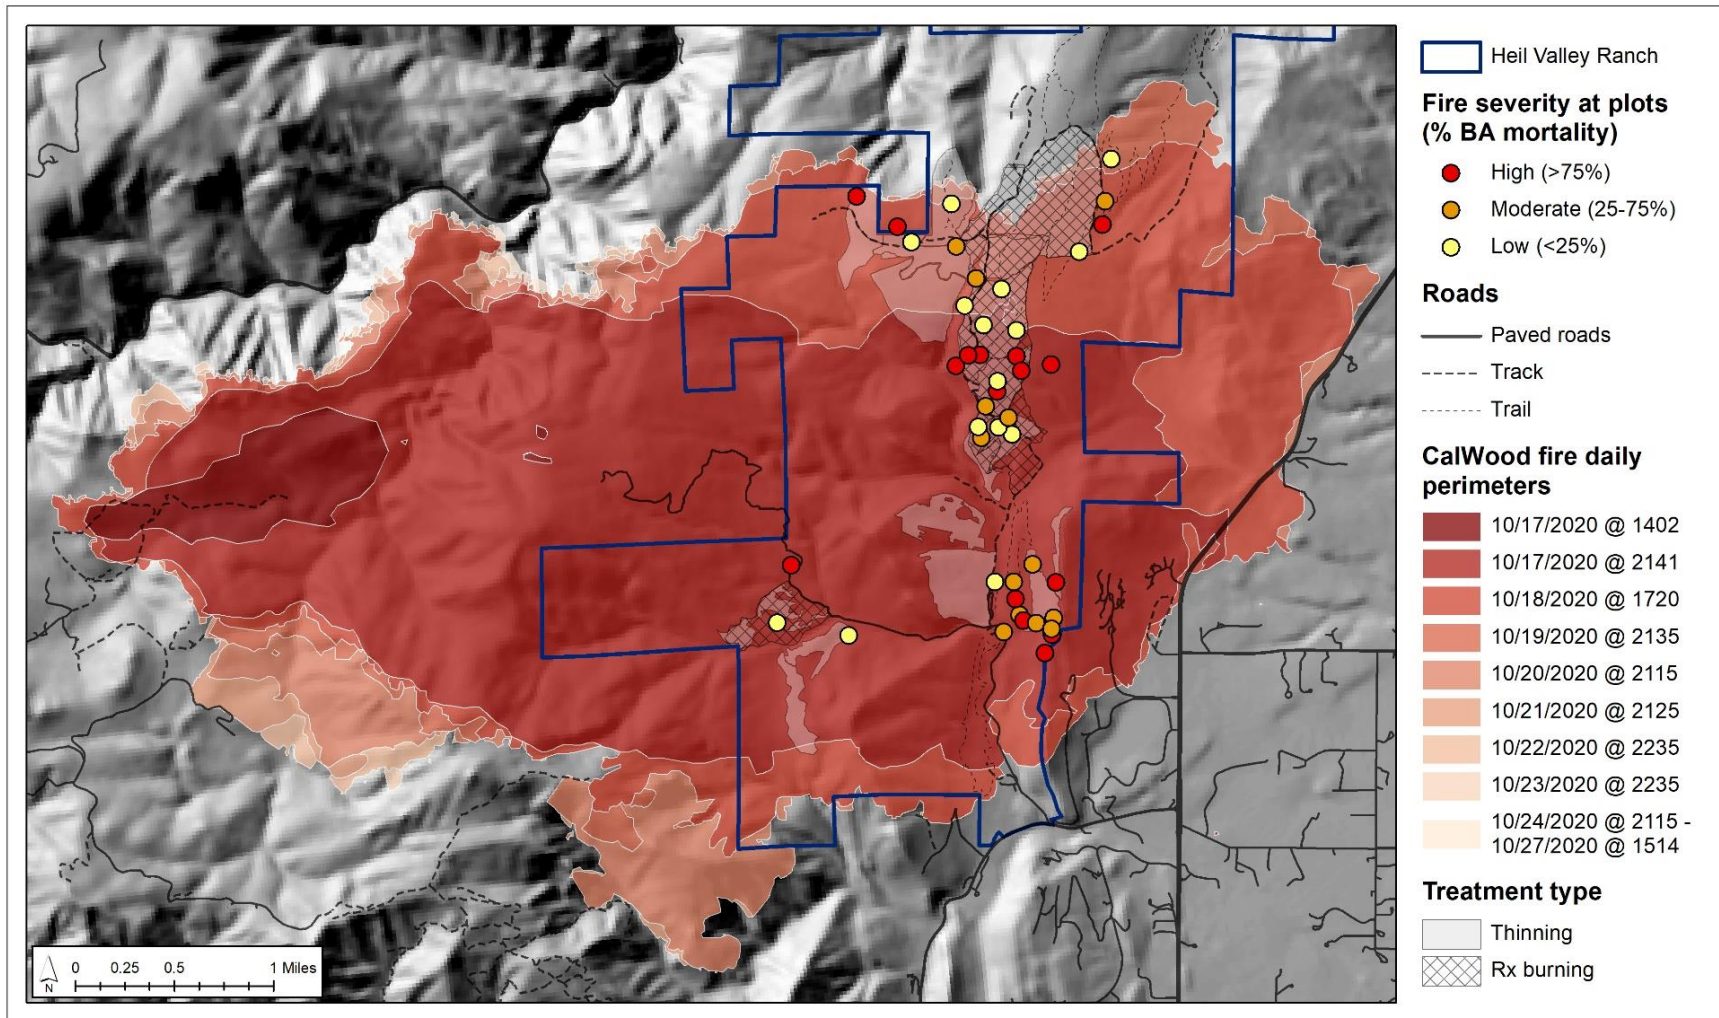 Heil Valley Ranch
Fire severity at plots
(% BA mortality)
High (>75%)
Moderate (25-75%)
Low (<25%)
Roads
Paved roads
Track
Trail
CalWood fire daily
perimeters
10/17/2020 @ 1402
10/17/2020 @ 2141
10/18/2020 @ 1720
10/19/2020 @ 2135
10/20/2020 @ 2115
10/21/2020 @ 2125
10/22/2020 @ 2235
10/23/2020 @ 2235
10/24/2020 @ 2115 -
10/27/2020 @ 1514
Treatment type
Thinning
Rx burning
0 0.25 0.5 1 Miles
N